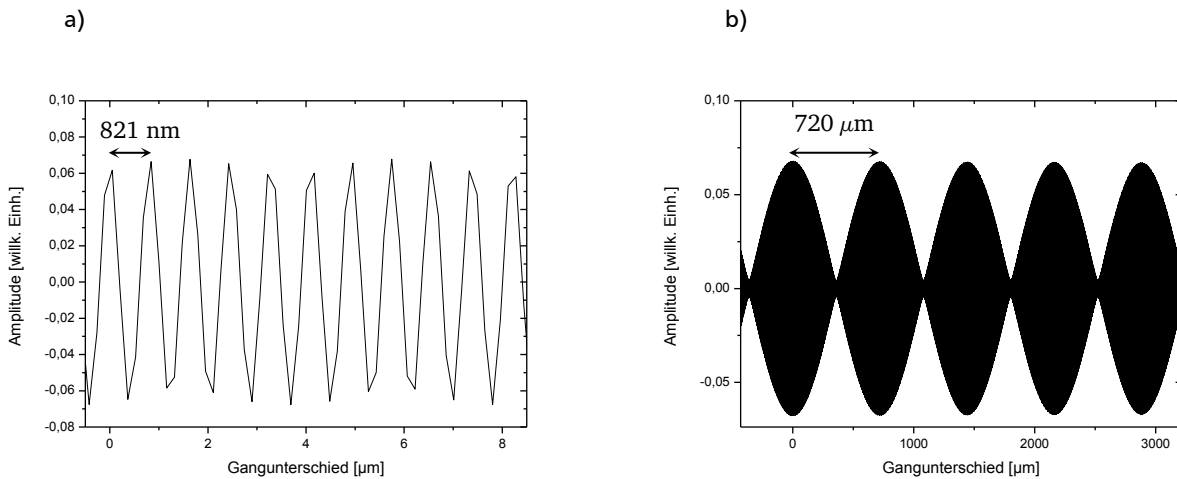 a)
b)
0,10
821 nm
0,08
0,06
0,04
0,02
0,00
-0,02
-0,04
-0,06
-0,08
0
2
4
6
8
Amplitude [willk. Einh.]
Gangunterschied [µm]
0,10
720 µm
0,05
0,00
-0,05
0
1000
2000
3000
Amplitude [willk. Einh.]
Gangunterschied [µm]